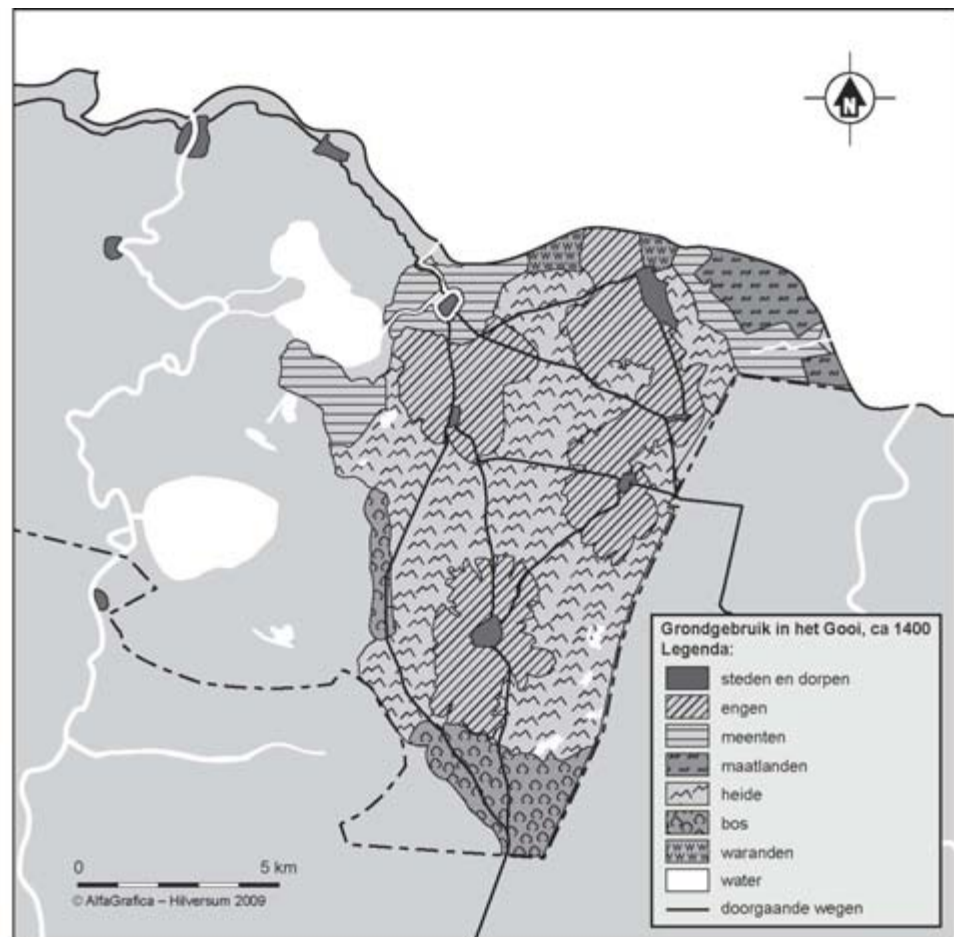 N
Grondgebruik in het Gooi, ca 1400
Legenda:
steden en dorpen
engen
meenten
maatlanden
heide
bos
waranden
water
doorgaande wegen
0 5 km
© AlfaGrafica – Hilversum 2009